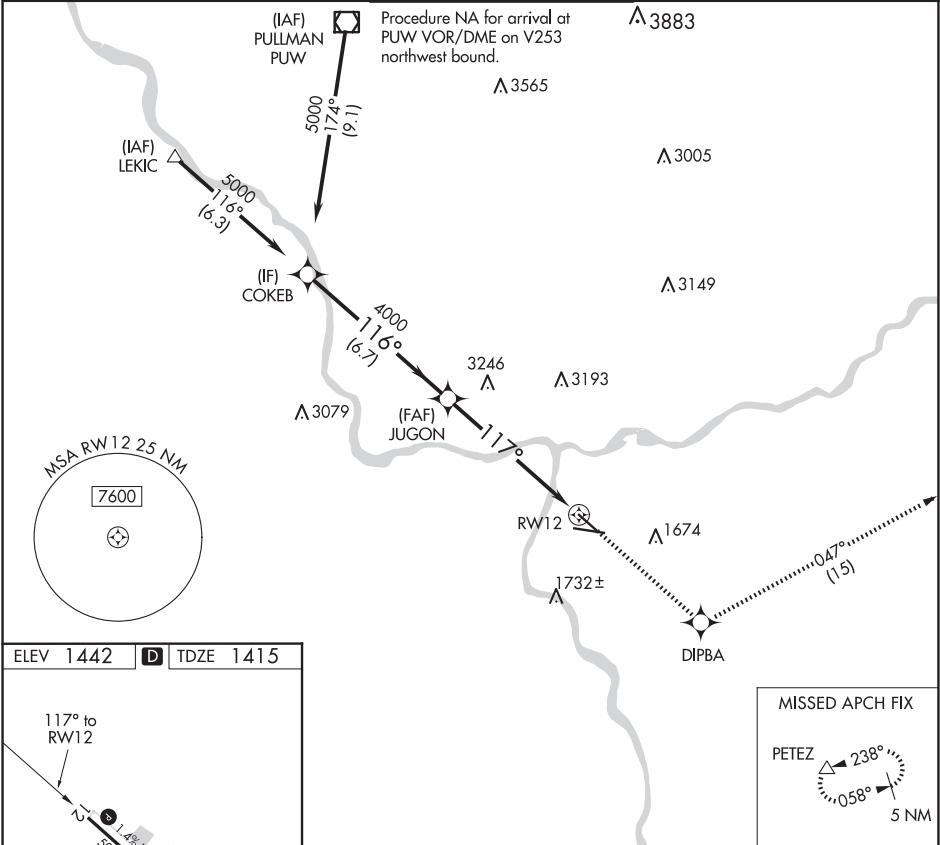 (IAF)
PULLMAN
PUW
Procedure NA for arrival at
PUW VOR/DME on V253
northwest bound.
3883
3565
5000
174°
(9.1)
(IAF)
LEKIC
3005
5000
116°
(6.3)
(IF)
COKEB
3149
4000
116°
(6.7)
3246
3193
3079
(FAF)
JUGON
117°
MSA RW12 25 NM
7600
RW12
1674
047°
(15)
1732±
DIPBA
ELEV 1442 D TDZE 1415
117° to
RW12
12
P
1.4%
MISSED APCH FIX
PETEZ
238°
058°
5 NM